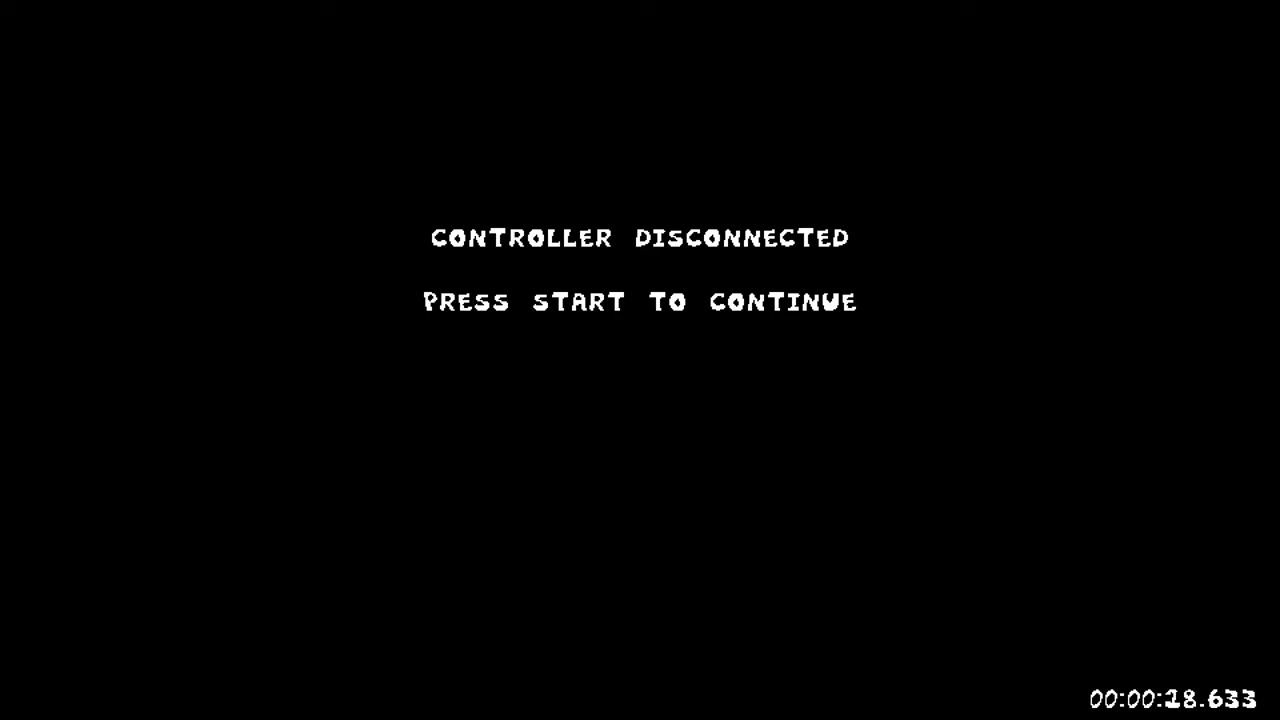 CONTROLLER DISCONNECTED
PRESS START TO CONTINUE
00:00:18.633